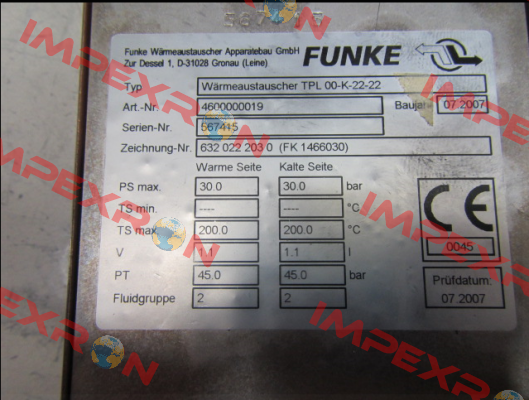 Funke Wärmeaustauscher Apparatebau GmbH
Zur Dessel 1, D-31028 Gronau (Leine)
FUNKE
Typ Wärmeaustauscher TPL 00-K-22-22
Art.-Nr. 4600000019 Baujahr 07.2007
Serien-Nr. 567415
Zeichnung-Nr. 632 022 203 0 (FK 1466030)
Warme Seite Kalte Seite
PS max. 30.0 30.0 bar
TS min. ---- ---- °C
TS max. 200.0 200.0 °C
V 1.1 1.1 l
PT 45.0 45.0 bar
Fluidgruppe 2 2
CE
0045
Prüfdatum:
07.2007
IMPEXRON